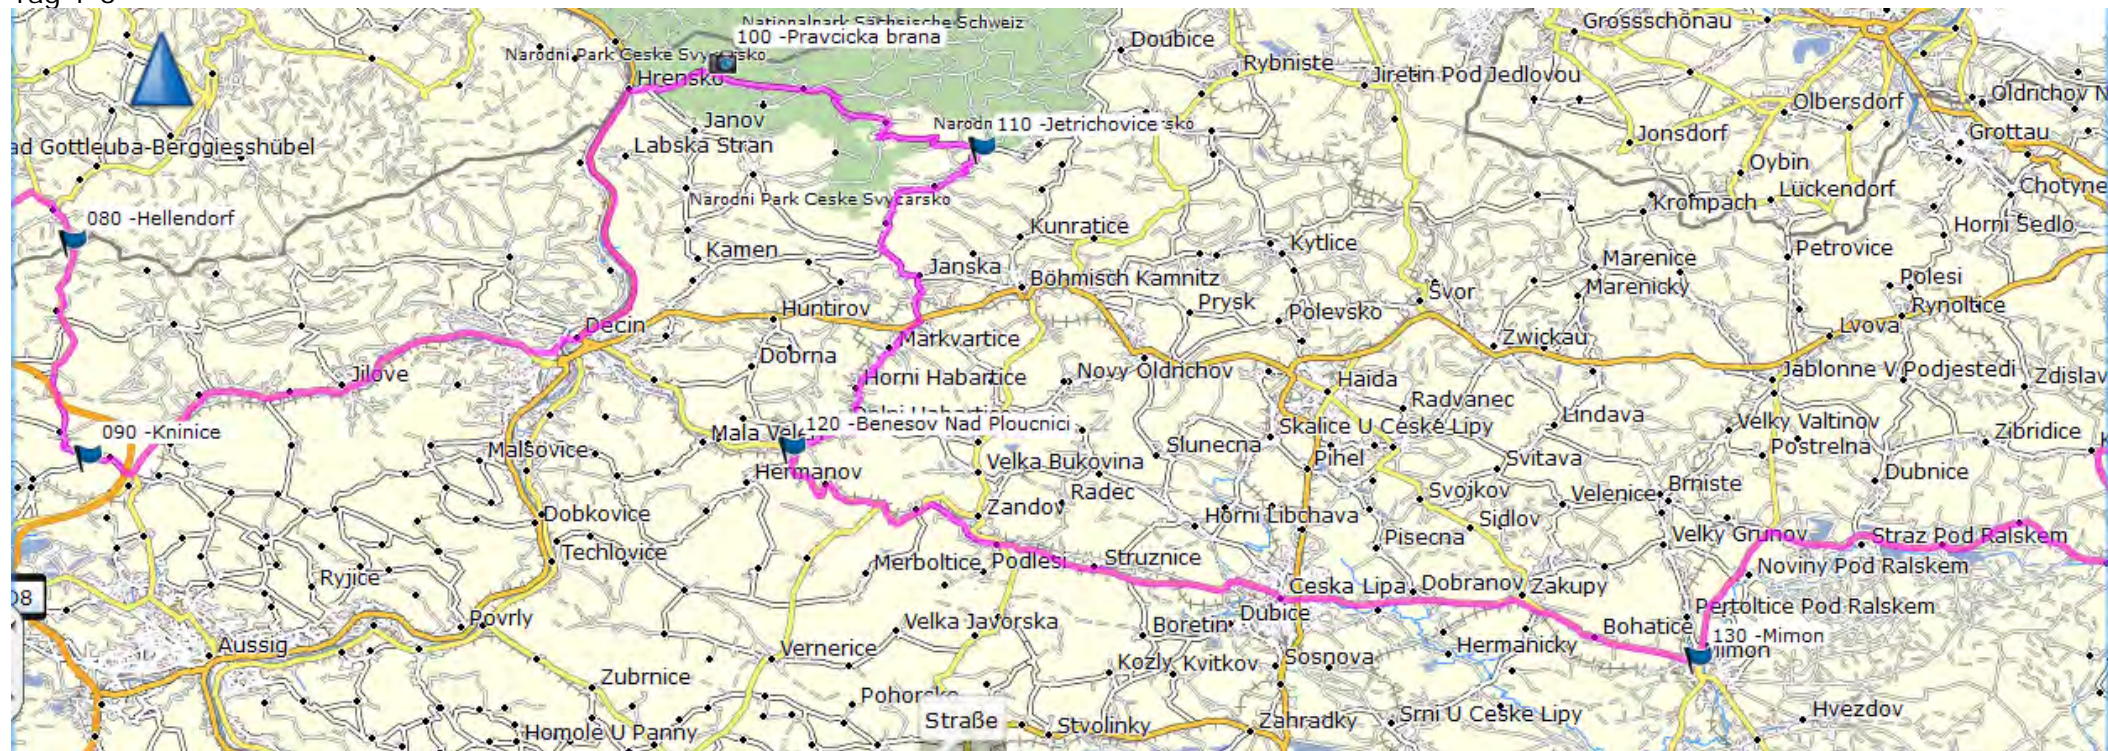 Nationalpark Sächsische Schweiz
100 -Pravcicka brana
Grossschönau
Doubice
Narodni Park Ceske Svycarsko
Rybniste
Jiretin Pod Jedlovou
Hrensko
Olbersdorf
Oldrichov N
Janov
Narodn
110 -Jetrichovice
sko
Jonsdorf
Grottau
ad Gottleuba-Berggiesshübel
Labska Stran
Oybin
Lückendorf
Chotyne
Narodni Park Ceske Svycarsko
Krompach
080 -Hellendorf
Kunratice
Horni Sedlo
Kamen
Kytlice
Petrovice
Janska
Marenice
Böhmisch Kamnitz
Marenicky
Polesi
Svor
Huntirov
Prysk
Polevsko
Rynoltice
Decin
Lvova
Markvartice
Zwickau
Dobrna
Jilove
Horni Habartice
Novy Oldrichov
Haida
Jablonne V Podjestedi
Zdislav
Radvanec
Lindava
120 -Benesov Nad Ploucnici
090 -Kninice
Mala Vele
Skalice U Ceske Lipy
Velky Valtinov
Malsovice
Slunecna
Postrelna
Zibridice
Hermanov
Velka Bukovina
Pihel
Svitava
Dubnice
Radec
Svojkov
Velenice
Brniste
Zandov
Dobkovice
Horni Libchava
Sidlov
Techlovice
Pisecna
Velky Grunov
Straz Pod Ralskem
Merboltice
Podlesi
Struznice
Noviny Pod Ralskem
Ryjice
Ceska Lipa
Dobranov
Zakupy
08
Povrly
Dubice
Pertoltice Pod Ralskem
Velka Javorska
Boretin
Bohatice
130 -Mimon
Aussig
Vernerice
Hermanicky
Mimon
Kozly
Kvitkov
Sosnova
Zubrnice
Pohorsko
Hvezdov
Straße
Homole U Panny
Stvolinky
Zahradky
Srni U Ceske Lipy